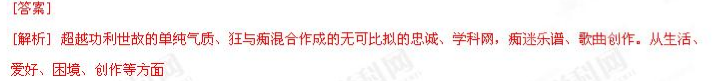 [答案]
[解析] 超越功利世故的单纯气质、狂与痴混合作成的无可比拟的忠诚、学科网，痴迷乐谱、歌曲创作。从生活、
爱好、困境、创作等方面